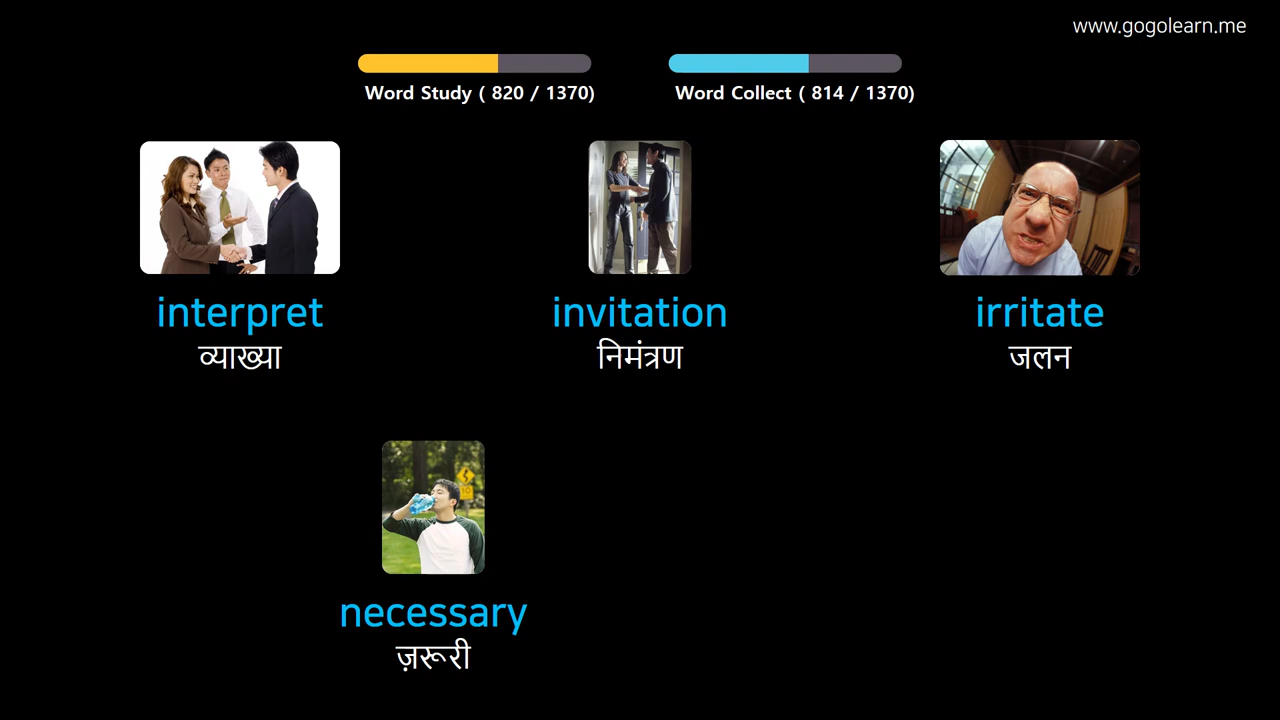 www.gogolearn.me
Word Study ( 820 / 1370)
Word Collect ( 814 / 1370)
interpret
व्याख्या
invitation
निमंत्रण
irritate
जलन
necessary
ज़रूरी